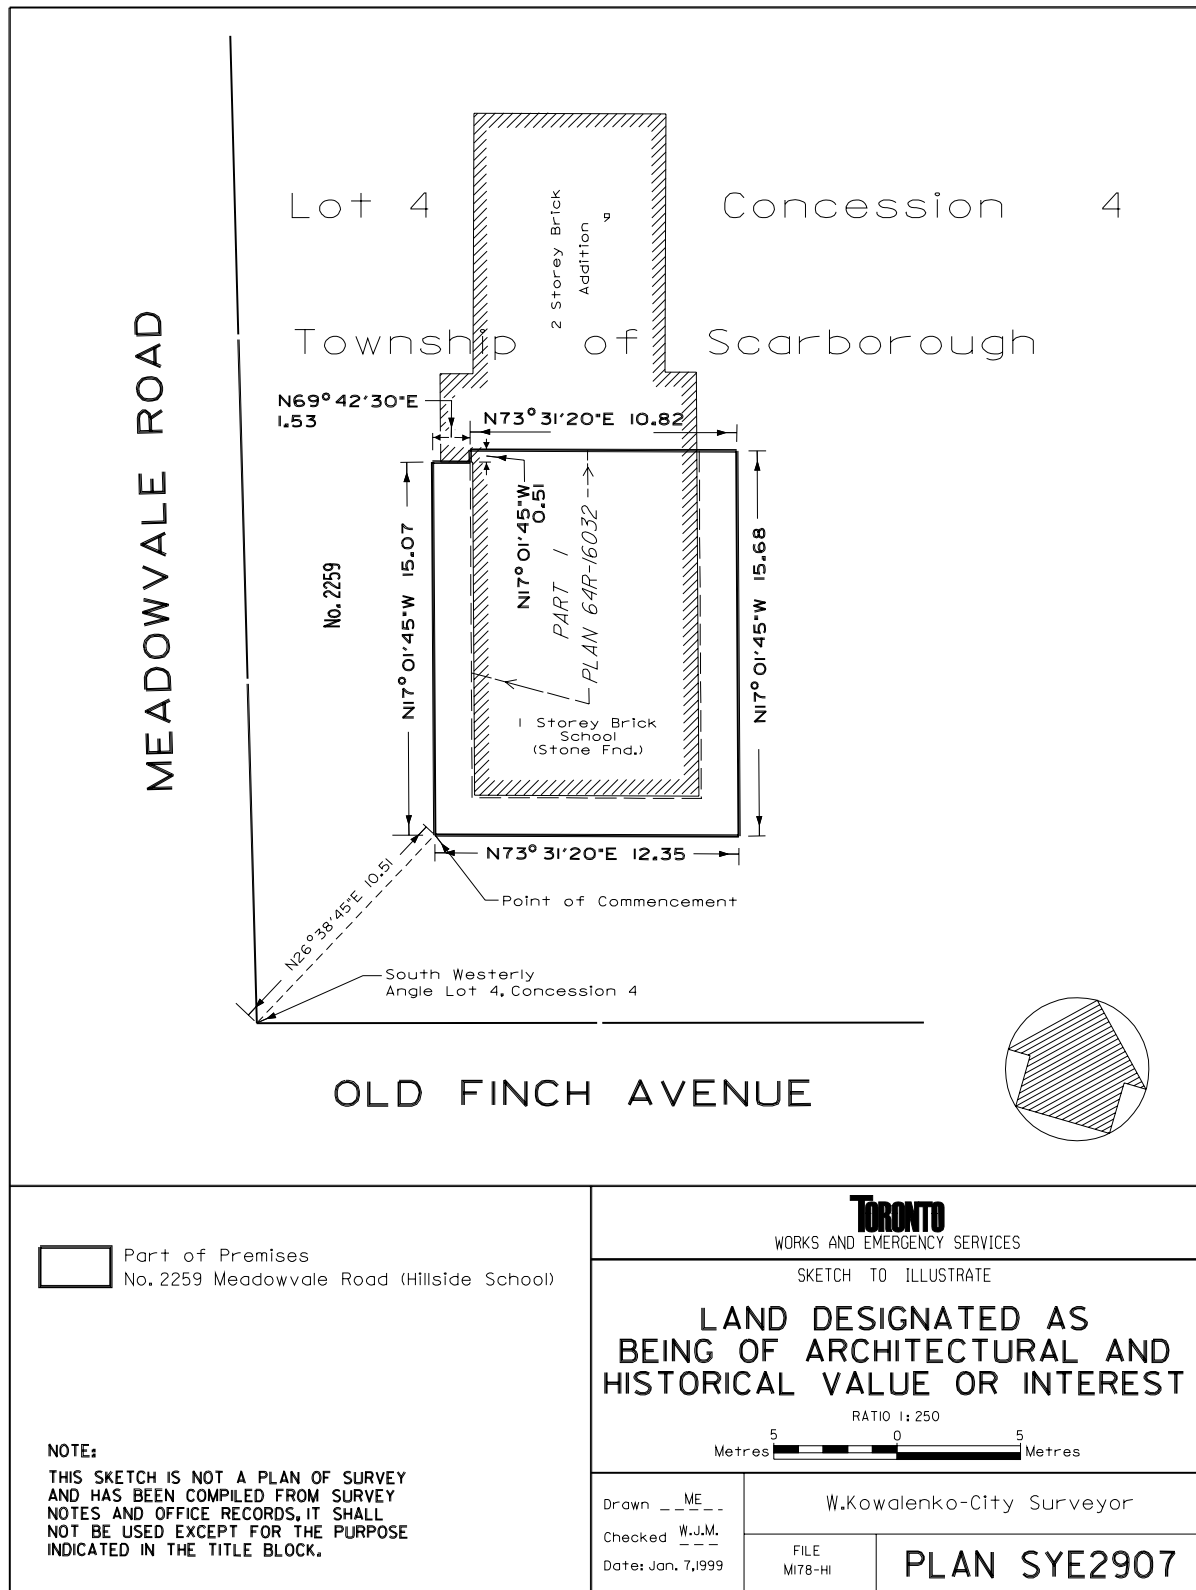 Lot 4 Concession 4
2 Storey Brick
Addition
Township of Scarborough
MEADOWVALE ROAD
N69°42'30"E
1.53
N73°31'20"E 10.82
N17°01'45"W
0.51
N17°01'45"W 15.07
No. 2259
PART 1
PLAN 64R-16032
N17°01'45"W 15.68
1 Storey Brick
School
(Stone Fnd.)
N73°31'20"E 12.35
N26°38'45"E 10.51
Point of Commencement
South Westerly
Angle Lot 4, Concession 4
OLD FINCH AVENUE
Part of Premises
No. 2259 Meadowvale Road (Hillside School)
NOTE:
THIS SKETCH IS NOT A PLAN OF SURVEY
AND HAS BEEN COMPILED FROM SURVEY
NOTES AND OFFICE RECORDS, IT SHALL
NOT BE USED EXCEPT FOR THE PURPOSE
INDICATED IN THE TITLE BLOCK.
TORONTO
WORKS AND EMERGENCY SERVICES
SKETCH TO ILLUSTRATE
LAND DESIGNATED AS
BEING OF ARCHITECTURAL AND
HISTORICAL VALUE OR INTEREST
RATIO 1:250
5 0 5
Metres Metres
Drawn ME
Checked W.J.M.
Date: Jan. 7,1999
W.Kowalenko-City Surveyor
FILE
M178-H1
PLAN SYE2907